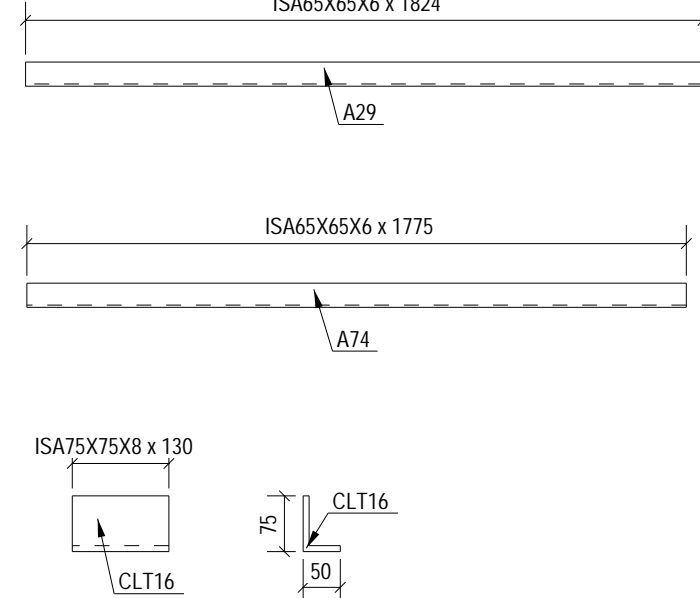 ISA65X65X6 x 1824
A29
ISA65X65X6 x 1775
A74
ISA75X75X8 x 130
CLT16
75
CLT16
50